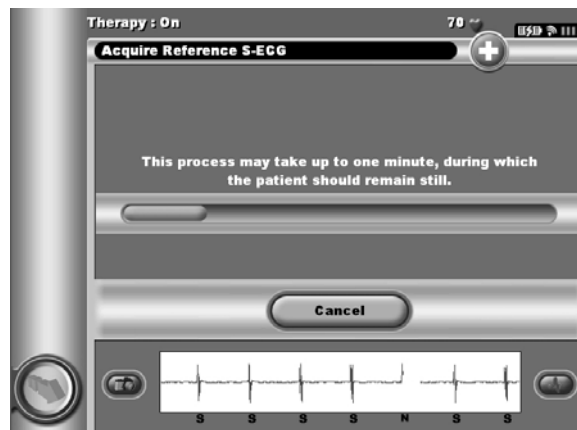 Therapy : On
70
Acquire Reference S-ECG
This process may take up to one minute, during which
the patient should remain still.
Cancel
S S S S N S S